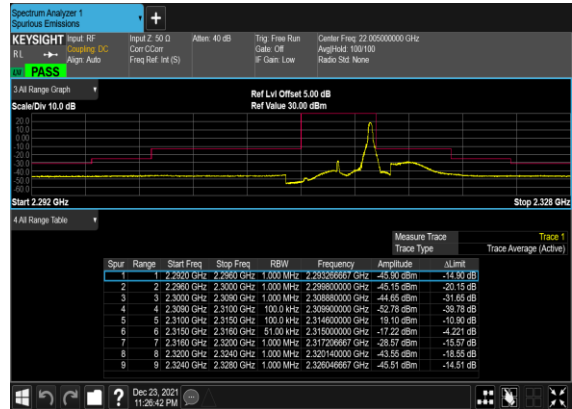 Spectrum Analyzer 1
Spurious Emissions
KEYSIGHT Input: RF Input Z: 50 Ω Atten: 40 dB Trig: Free Run Center Freq: 22.005000000 GHz
RL Coupling: DC Corr CCorr Gate: Off Avg|Hold: 100/100
Align: Auto Freq Ref: Int (S) IF Gain: Low Radio Std: None
PASS
3 All Range Graph
Ref Lvl Offset 5.00 dB
Scale/Div 10.0 dB Ref Value 30.00 dBm
20.0
10.0
0.00
-10.0
-20.0
-30.0
-40.0
-50.0
-60.0
Start 2.292 GHz Stop 2.328 GHz
4 All Range Table
Measure Trace Trace 1
Trace Type Trace Average (Active)
Spur Range Start Freq Stop Freq RBW Frequency Amplitude ΔLimit
1 1 2.2920 GHz 2.2960 GHz 1.000 MHz 2.293266667 GHz -45.90 dBm -14.90 dB
2 2 2.2960 GHz 2.3000 GHz 1.000 MHz 2.299800000 GHz -45.15 dBm -20.15 dB
3 3 2.3000 GHz 2.3090 GHz 1.000 MHz 2.308880000 GHz -44.65 dBm -31.65 dB
4 4 2.3090 GHz 2.3100 GHz 100.0 kHz 2.309900000 GHz -52.78 dBm -39.78 dB
5 5 2.3100 GHz 2.3150 GHz 100.0 kHz 2.314600000 GHz 19.10 dBm -10.90 dB
6 6 2.3150 GHz 2.3160 GHz 51.00 kHz 2.315000000 GHz -17.22 dBm -4.221 dB
7 7 2.3160 GHz 2.3200 GHz 1.000 MHz 2.317206667 GHz -28.57 dBm -15.57 dB
8 8 2.3200 GHz 2.3240 GHz 1.000 MHz 2.320140000 GHz -43.55 dBm -18.55 dB
9 9 2.3240 GHz 2.3280 GHz 1.000 MHz 2.326046667 GHz -45.51 dBm -14.51 dB
Dec 23, 2021
11:26:42 PM